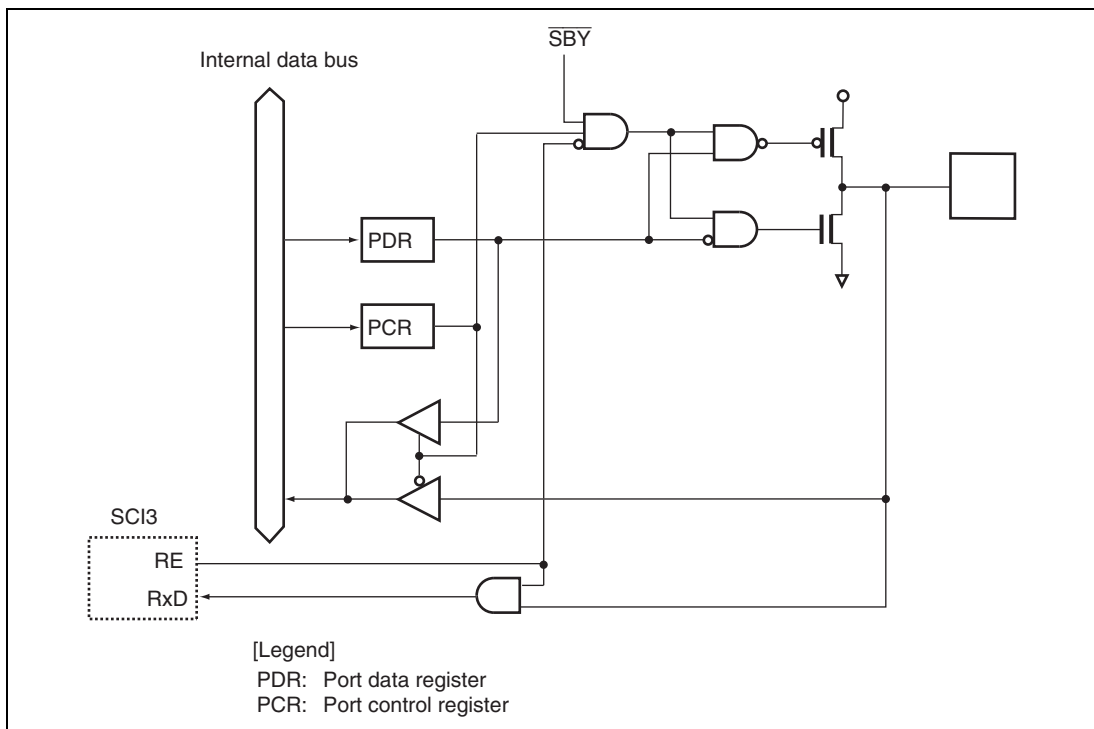 SBY
Internal data bus
PDR
PCR
SCI3
RE
RxD
[Legend]
PDR: Port data register
PCR: Port control register